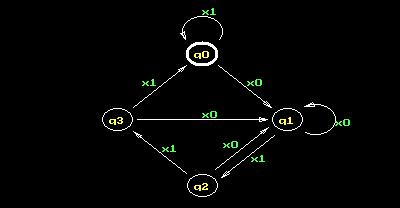 x1
q0
x1 x0
q3 x0 q1 x0
x1 x0 x1
q2